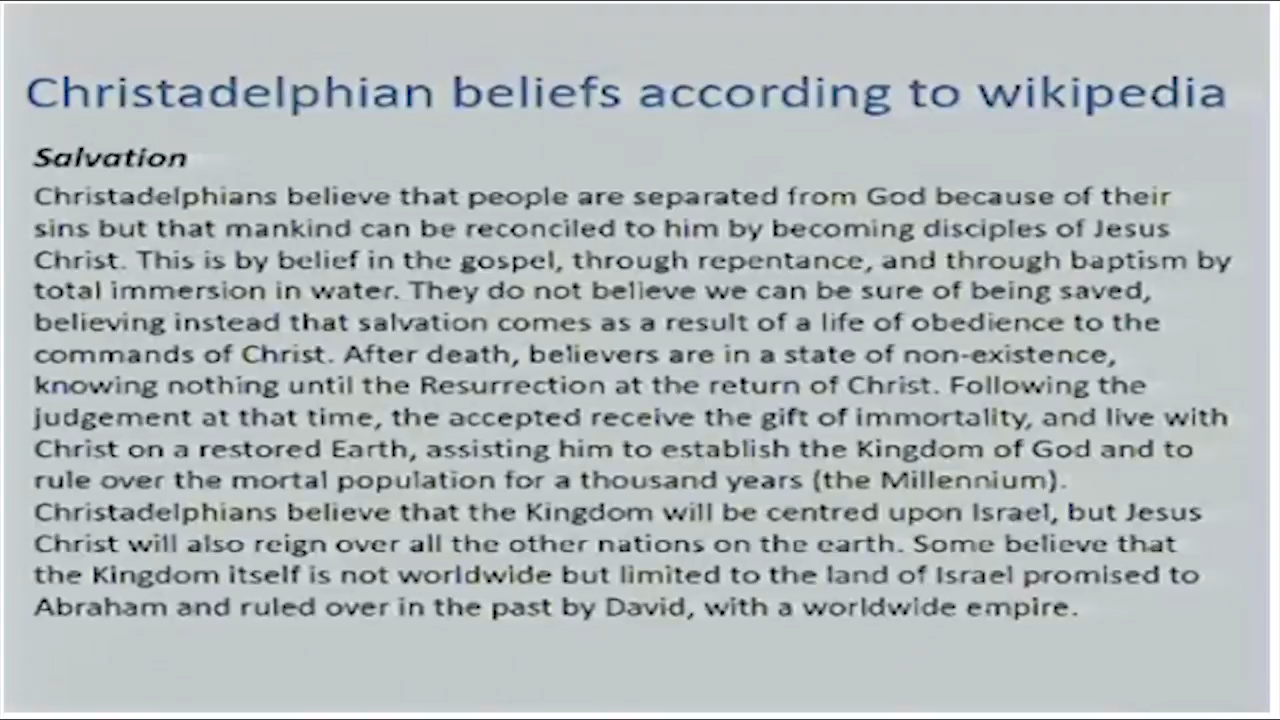 Christadelphian beliefs according to wikipedia
Salvation
Christadelphians believe that people are separated from God because of their
sins but that mankind can be reconciled to him by becoming disciples of Jesus
Christ. This is by belief in the gospel, through repentance, and through baptism by
total immersion in water. They do not believe we can be sure of being saved,
believing instead that salvation comes as a result of a life of obedience to the
commands of Christ. After death, believers are in a state of non-existence,
knowing nothing until the Resurrection at the return of Christ. Following the
judgement at that time, the accepted receive the gift of immortality, and live with
Christ on a restored Earth, assisting him to establish the Kingdom of God and to
rule over the mortal population for a thousand years (the Millennium).
Christadelphians believe that the Kingdom will be centred upon Israel, but Jesus
Christ will also reign over all the other nations on the earth. Some believe that
the Kingdom itself is not worldwide but limited to the land of Israel promised to
Abraham and ruled over in the past by David, with a worldwide empire.